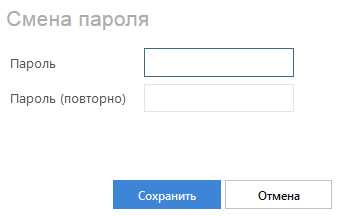 Смена пароля
Пароль
Пароль (повторно)
Сохранить Отмена